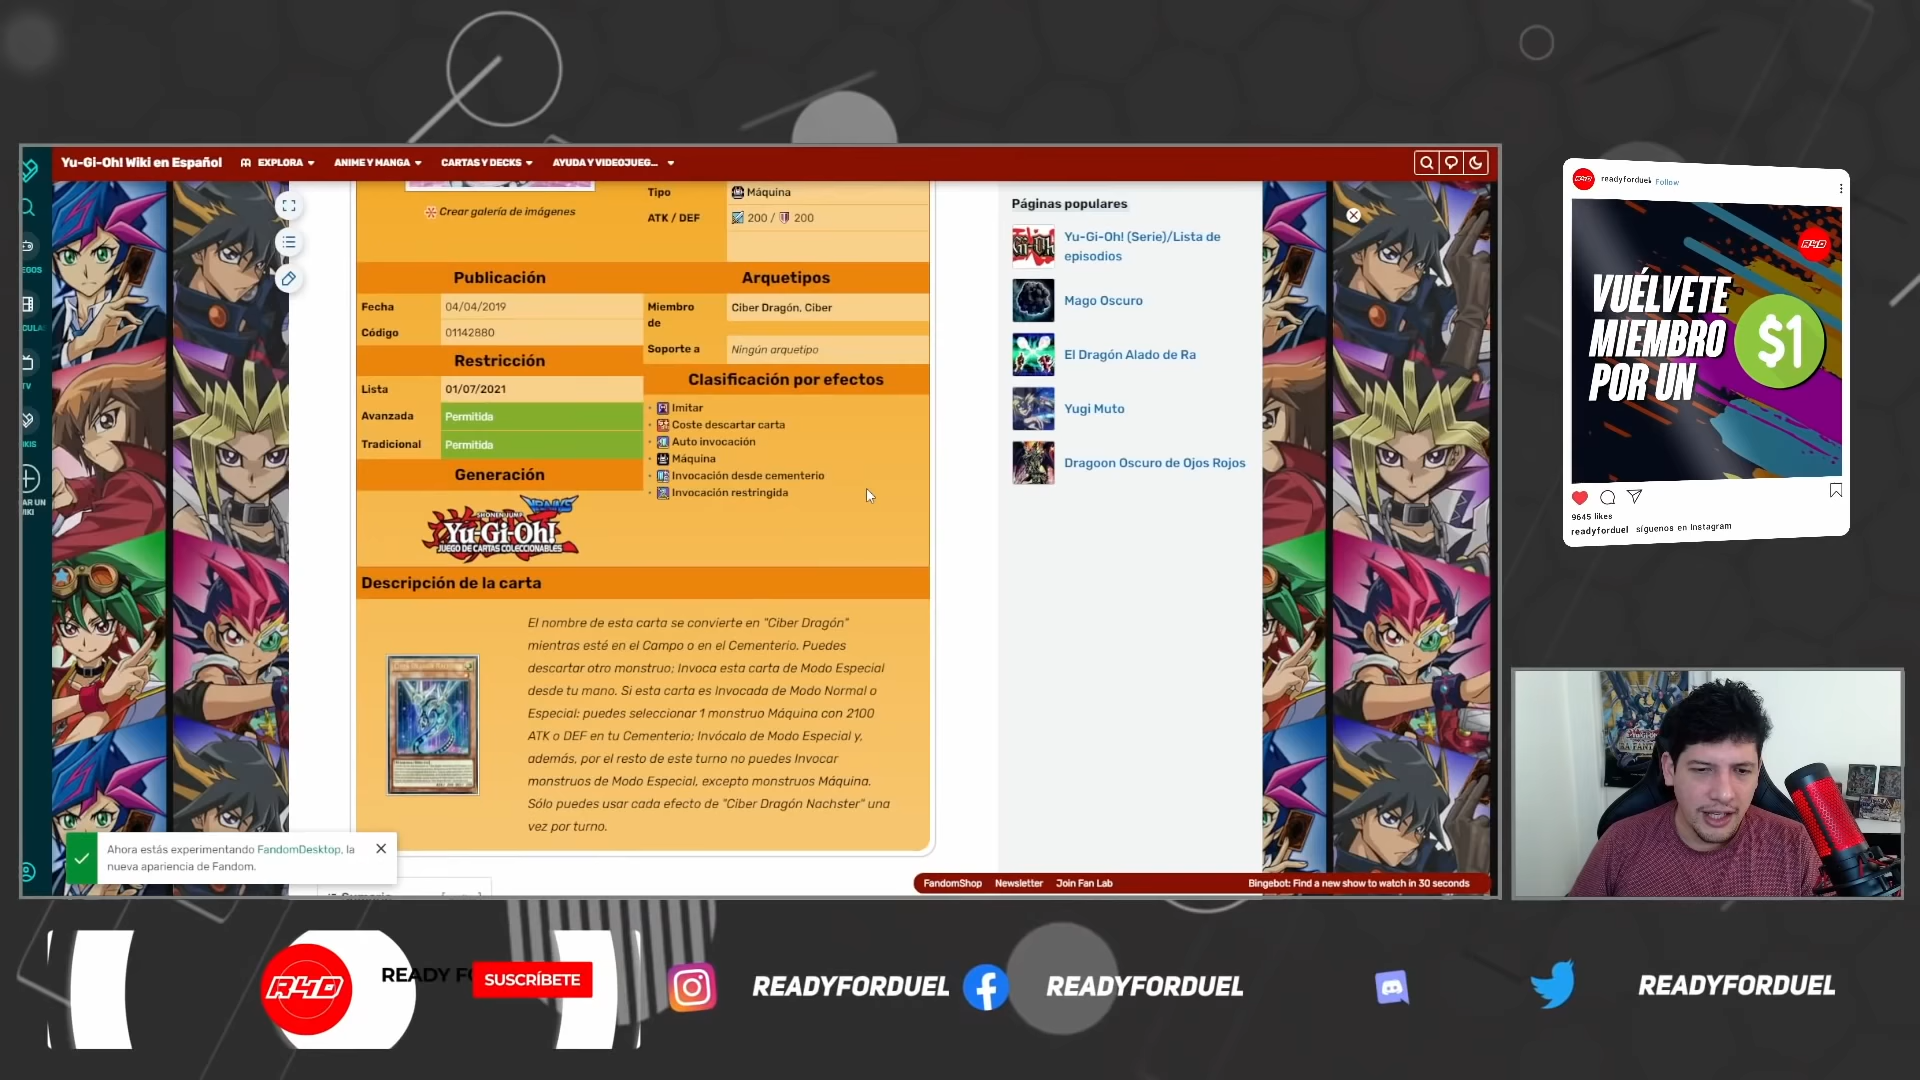 Yu-Gi-Oh! Wiki en Español
EXPLORA
ANIME Y MANGA
CARTAS Y DECKS
AYUDA Y VIDEOJUEG...
Crear galería de imágenes
Tipo
Máquina
ATK / DEF
200 / 200
Publicación
Fecha
04/04/2019
Código
01142880
Restricción
Lista
01/07/2021
Avanzada
Permitida
Tradicional
Permitida
Generación
SHONEN JUMP
Yu-Gi-Oh!
VRAINS
JUEGO DE CARTAS COLECCIONABLES
Arquetipos
Miembro de
Ciber Dragón, Ciber
Soporte a
Ningún arquetipo
Clasificación por efectos
Imitar
Coste descartar carta
Auto invocación
Máquina
Invocación desde cementerio
Invocación restringida
Descripción de la carta
El nombre de esta carta se convierte en "Ciber Dragón"
mientras esté en el Campo o en el Cementerio. Puedes
descartar otro monstruo; Invoca esta carta de Modo Especial
desde tu mano. Si esta carta es Invocada de Modo Normal o
Especial: puedes seleccionar 1 monstruo Máquina con 2100
ATK o DEF en tu Cementerio; Invócalo de Modo Especial y,
además, por el resto de este turno no puedes Invocar
monstruos de Modo Especial, excepto monstruos Máquina.
Sólo puedes usar cada efecto de "Ciber Dragón Nachster" una
vez por turno.
Ahora estás experimentando FandomDesktop, la
nueva apariencia de Fandom.
Páginas populares
Yu-Gi-Oh! (Serie)/Lista de
episodios
Mago Oscuro
El Dragón Alado de Ra
Yugi Muto
Dragoon Oscuro de Ojos Rojos
FandomShop
Newsletter
Join Fan Lab
Bingebot: Find a new show to watch in 30 seconds
R4D
readyforduel Follow
R4D
VUÉLVETE
MIEMBRO
POR UN
$1
9645 likes
readyforduel síguenos en Instagram
R4D
READY FO
SUSCRÍBETE
READYFORDUEL
READYFORDUEL
READYFORDUEL